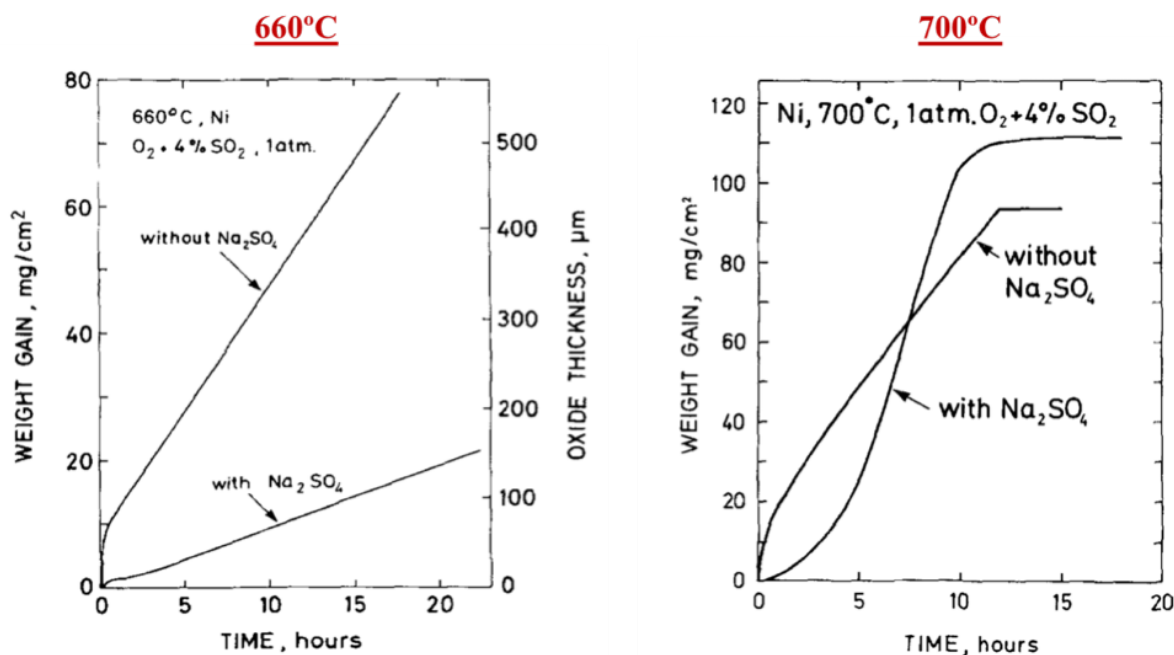 660°C
80
60
40
20
0
WEIGHT GAIN, mg/cm²
660°C, Ni
O₂ + 4% SO₂, 1atm.
without Na₂SO₄
with Na₂SO₄
500
400
300
200
100
0
OXIDE THICKNESS, µm
0 5 10 15 20
TIME, hours
700°C
120
100
80
60
40
20
0
WEIGHT GAIN, mg/cm²
Ni, 700°C, 1atm. O₂+4% SO₂
without
Na₂SO₄
with Na₂SO₄
0 5 10 15 20
TIME, hours